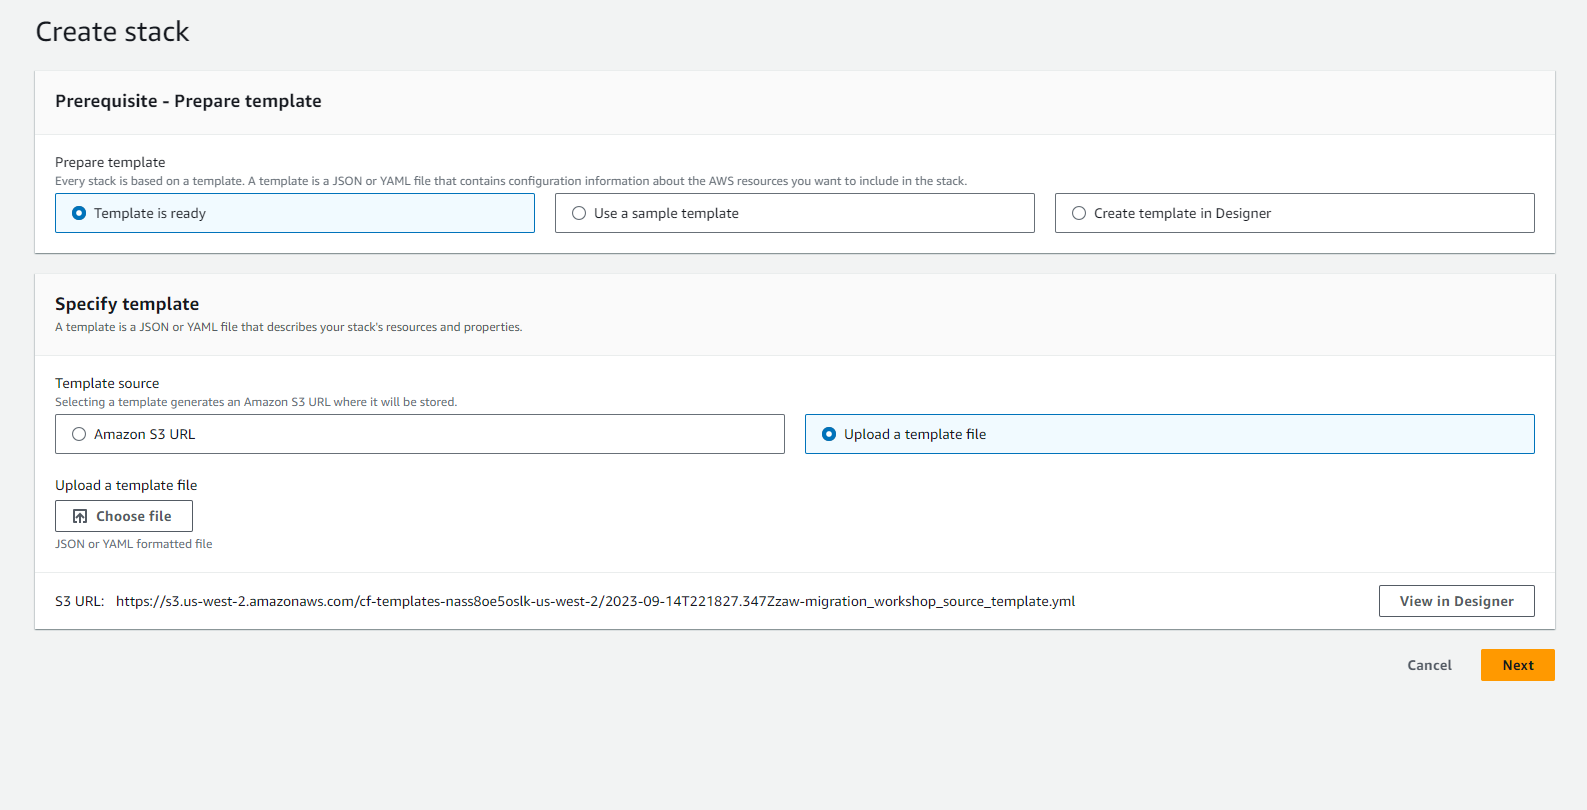 Create stack
Prerequisite - Prepare template
Prepare template
Every stack is based on a template. A template is a JSON or YAML file that contains configuration information about the AWS resources you want to include in the stack.
Template is ready
Use a sample template
Create template in Designer
Specify template
A template is a JSON or YAML file that describes your stack's resources and properties.
Template source
Selecting a template generates an Amazon S3 URL where it will be stored.
Amazon S3 URL
Upload a template file
Upload a template file
Choose file
JSON or YAML formatted file
S3 URL: https://s3.us-west-2.amazonaws.com/cf-templates-nass8oe5oslk-us-west-2/2023-09-14T221827.347Zzaw-migration_workshop_source_template.yml
View in Designer
Cancel
Next